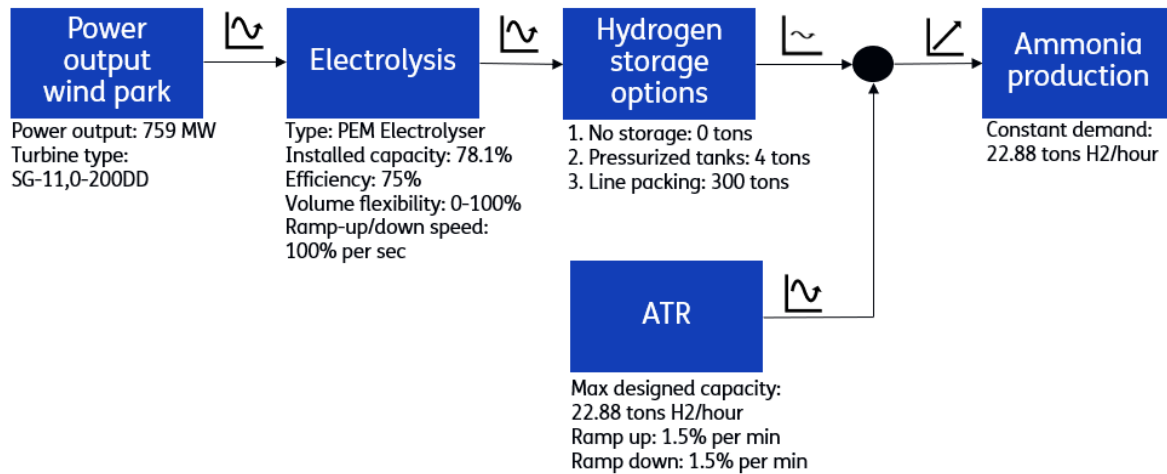 Power
output
wind park
Power output: 759 MW
Turbine type:
SG-11,0-200DD
Electrolysis
Type: PEM Electrolyser
Installed capacity: 78.1%
Efficiency: 75%
Volume flexibility: 0-100%
Ramp-up/down speed:
100% per sec
Hydrogen
storage
options
1. No storage: 0 tons
2. Pressurized tanks: 4 tons
3. Line packing: 300 tons
Ammonia
production
Constant demand:
22.88 tons H2/hour
ATR
Max designed capacity:
22.88 tons H2/hour
Ramp up: 1.5% per min
Ramp down: 1.5% per min